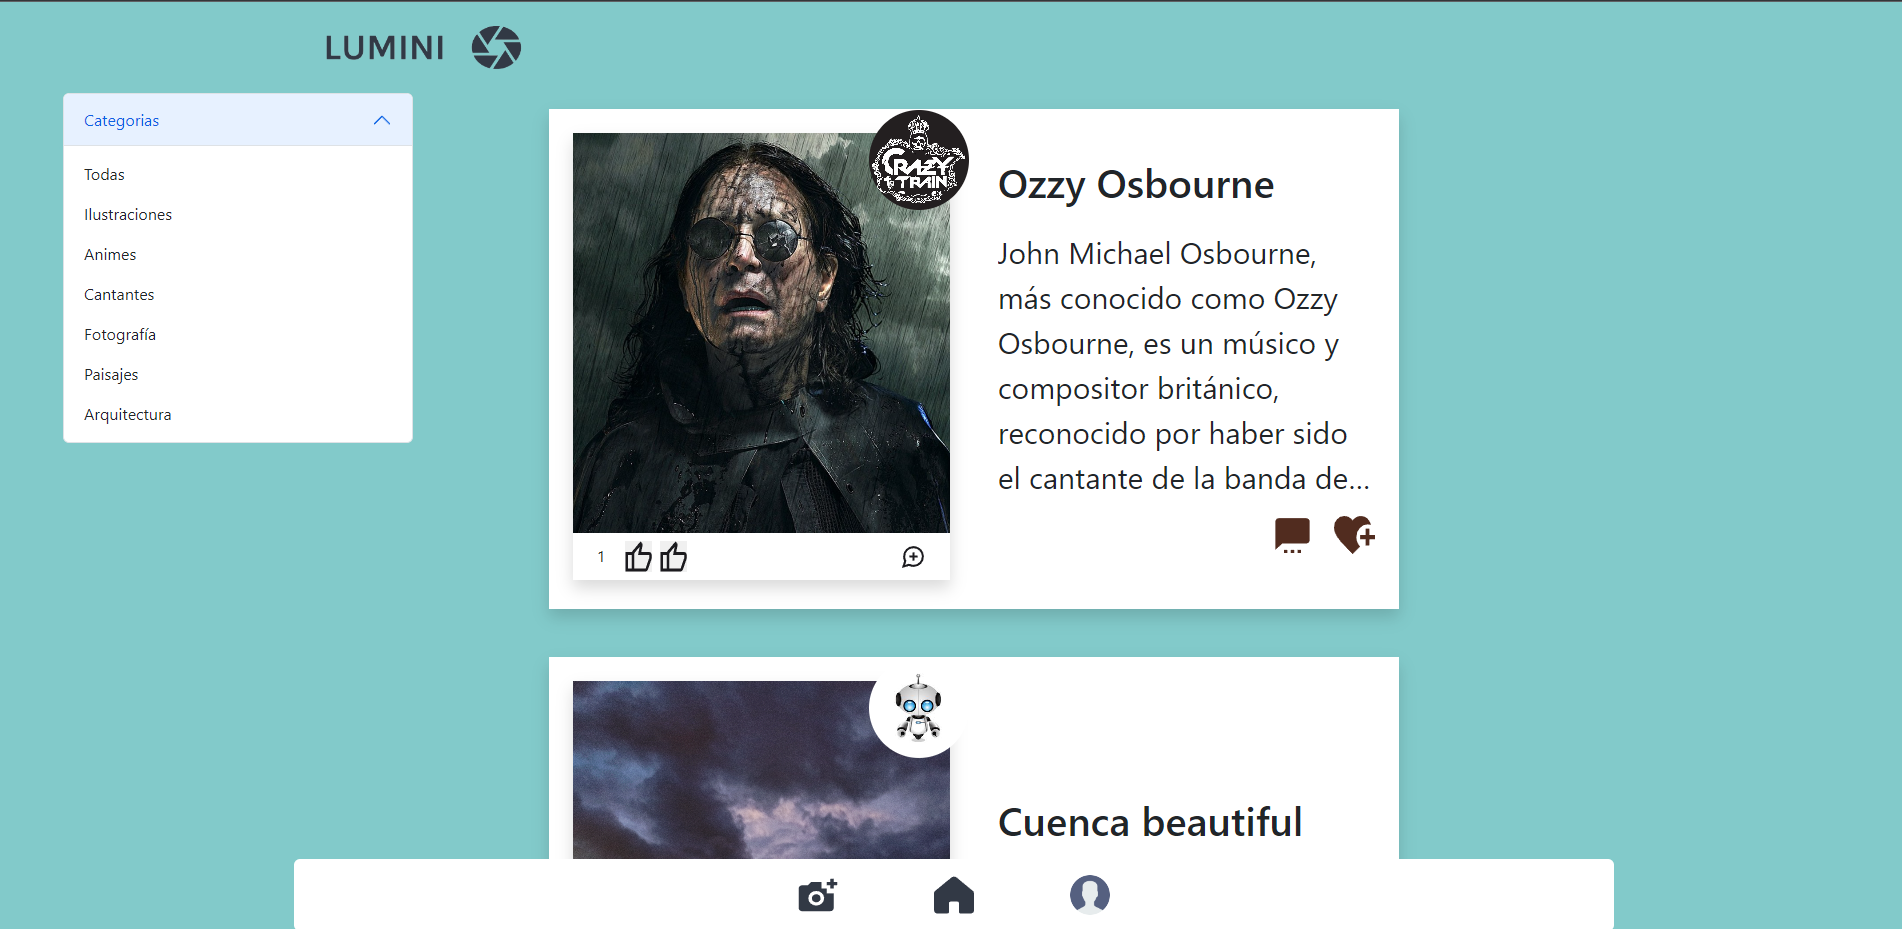 LUMINI
Categorias
Todas
Ilustraciones
Animes
Cantantes
Fotografía
Paisajes
Arquitectura
CRAZY
TRAIN
Ozzy Osbourne
John Michael Osbourne,
más conocido como Ozzy
Osbourne, es un músico y
compositor británico,
reconocido por haber sido
el cantante de la banda de...
1
Cuenca beautiful